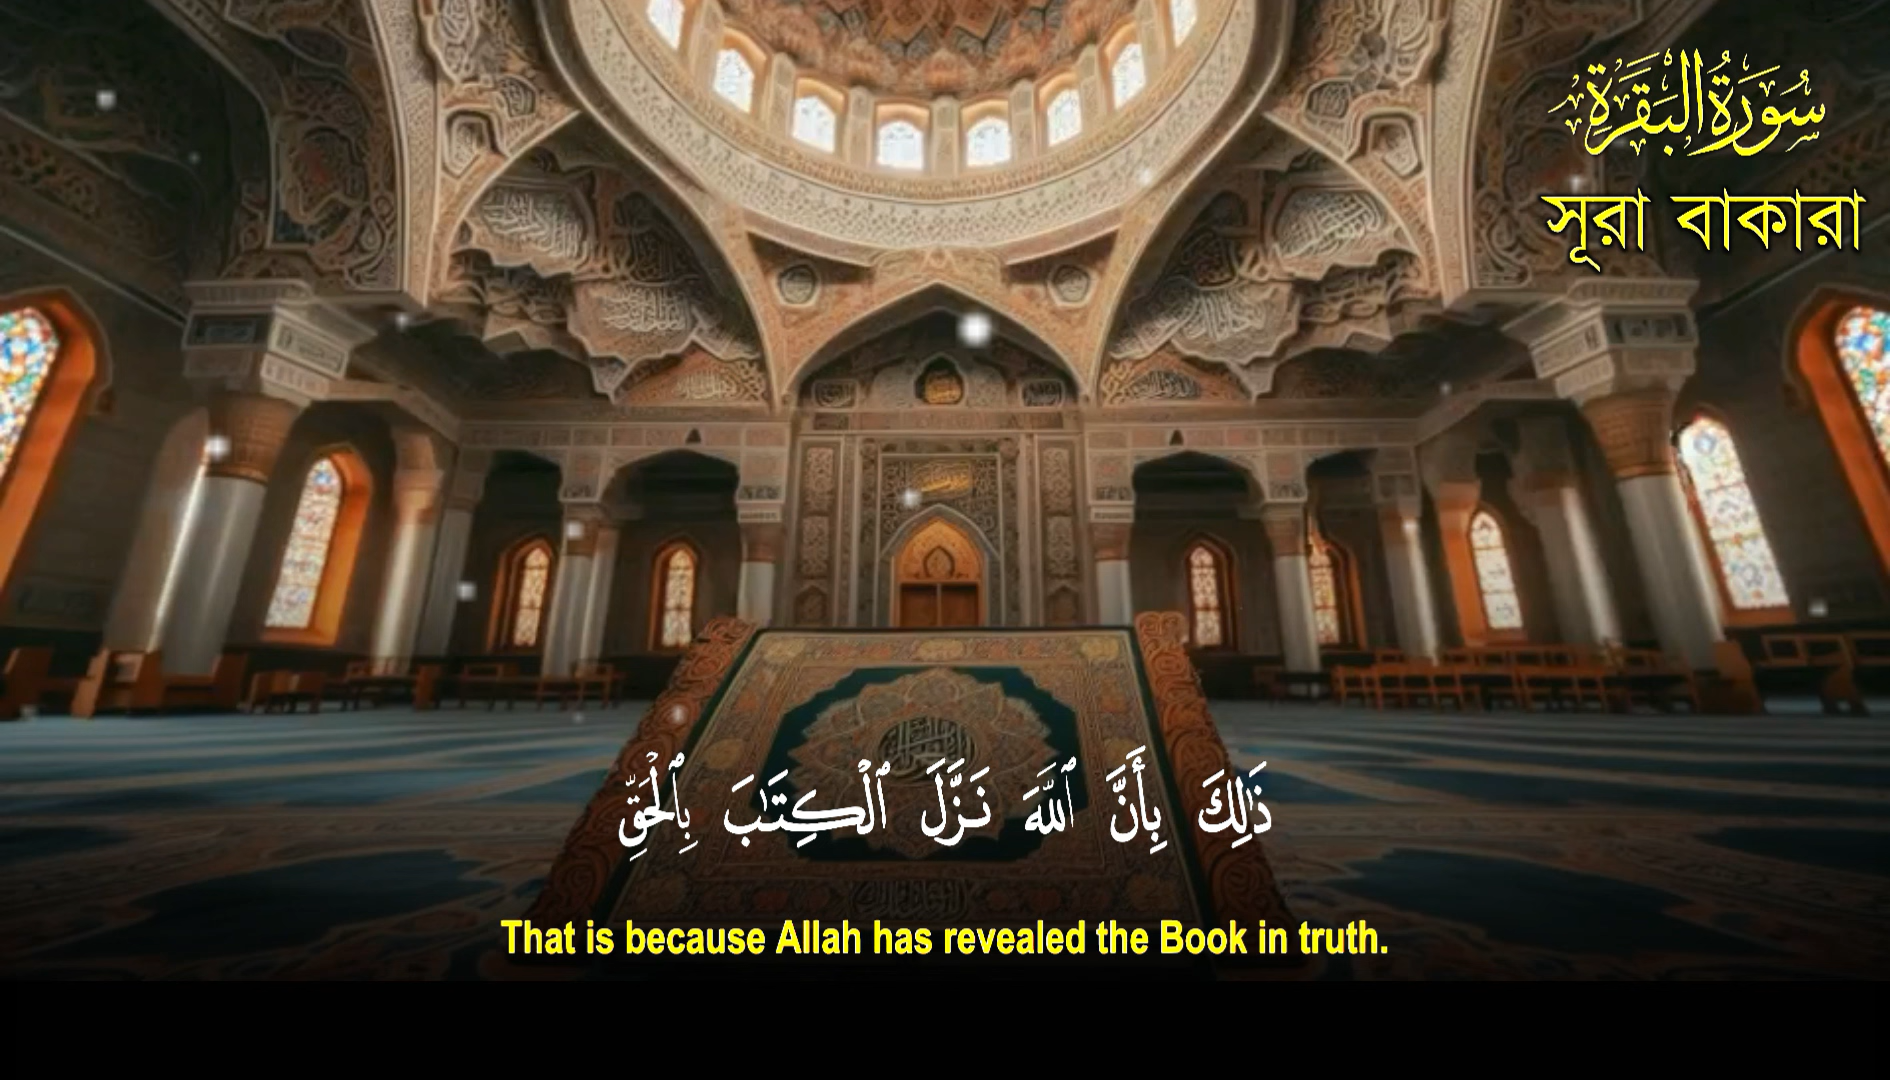 سُورَةُ البَقَرَةِ
সূরা বাকারা
ذَٰلِكَ بِأَنَّ ٱللَّهَ نَزَّلَ ٱلْكِتَـٰبَ بِٱلْحَقِّ
That is because Allah has revealed the Book in truth.